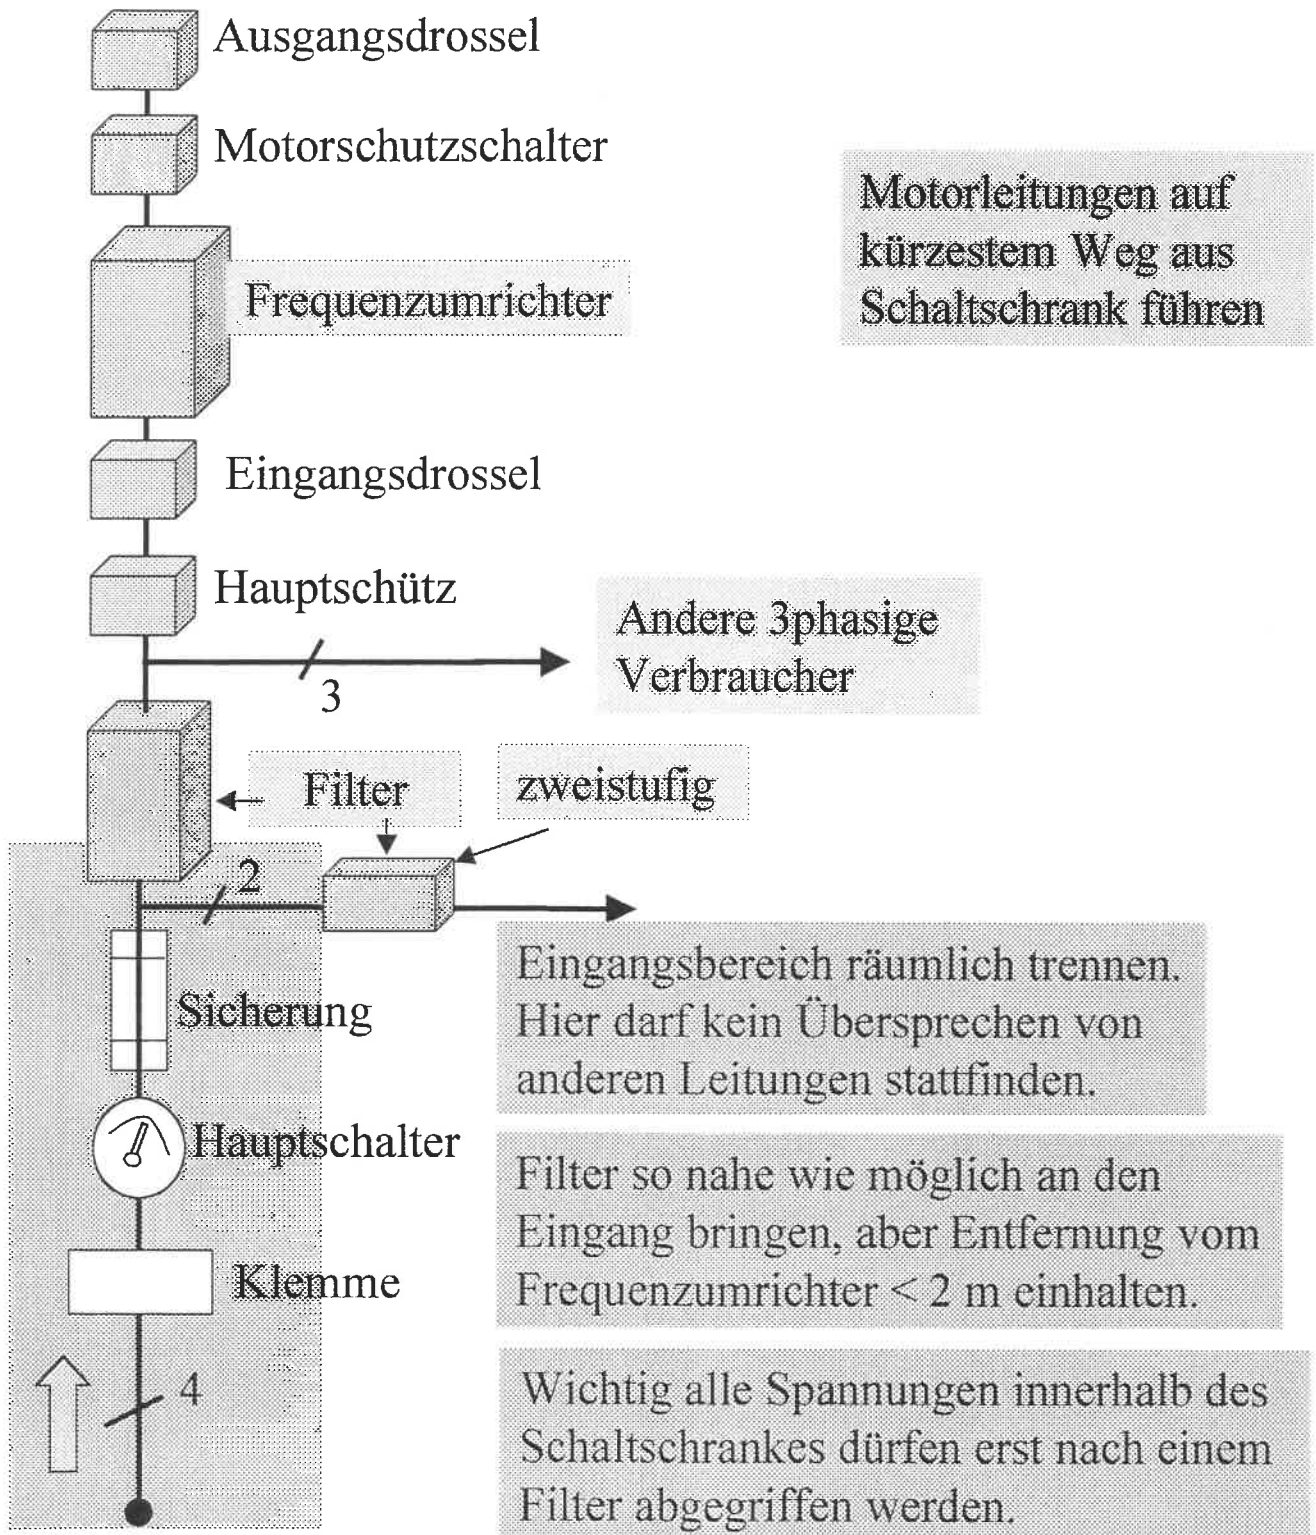 Ausgangsdrossel
Motorschutzschalter
Motorleitungen auf
kürzestem Weg aus
Schaltschrank führen
Frequenzumrichter
Eingangsdrossel
Hauptschütz
Andere 3phasige
Verbraucher
3
Filter
zweistufig
2
Eingangsbereich räumlich trennen.
Hier darf kein Übersprechen von
anderen Leitungen stattfinden.
Sicherung
Hauptschalter
Filter so nahe wie möglich an den
Eingang bringen, aber Entfernung vom
Frequenzumrichter < 2 m einhalten.
Klemme
4
Wichtig alle Spannungen innerhalb des
Schaltschrankes dürfen erst nach einem
Filter abgegriffen werden.